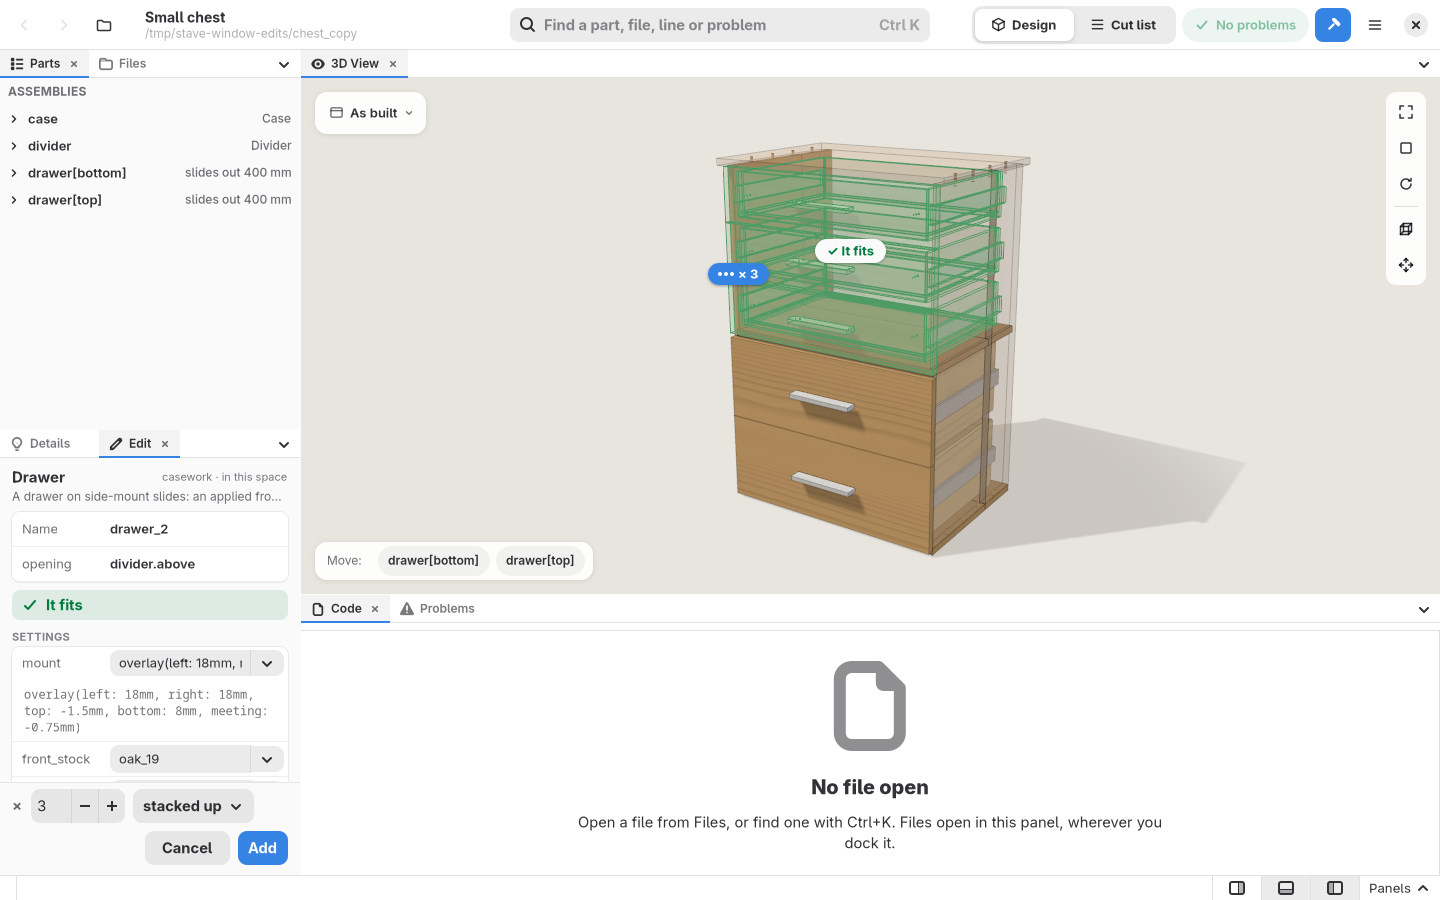 Small chest
/tmp/stave-window-edits/chest_copy
Find a part, file, line or problem
Ctrl K
Design
Cut list
No problems
Parts
Files
ASSEMBLIES
case
Case
divider
Divider
drawer[bottom]
slides out 400 mm
drawer[top]
slides out 400 mm
Details
Edit
Drawer
casework · in this space
A drawer on side-mount slides: an applied fro...
Name
drawer_2
opening
divider.above
It fits
SETTINGS
mount
overlay(left: 18mm, r
overlay(left: 18mm, right: 18mm,
top: -1.5mm, bottom: 8mm, meeting:
-0.75mm)
front_stock
oak_19
× 3
stacked up
Cancel
Add
3D View
As built
It fits
••• × 3
Move:
drawer[bottom]
drawer[top]
Code
Problems
No file open
Open a file from Files, or find one with Ctrl+K. Files open in this panel, wherever you
dock it.
Panels